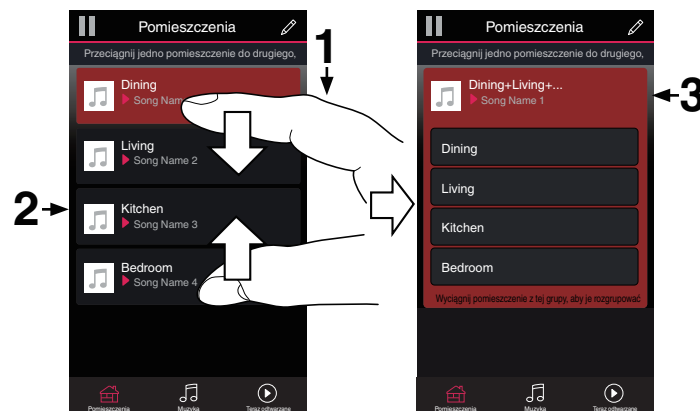 Pomieszczenia
Przeciągnij jedno pomieszczenie do drugiego,
1
Dining
Song Nam
Living
Song Name 2
2
Kitchen
Song Name 3
Bedroom
Song Name 4
Pomieszczenia
Muzyka
Teraz odtwarzane
Pomieszczenia
Przeciągnij jedno pomieszczenie do drugiego,
Dining+Living+...
Song Name 1
3
Dining
Living
Kitchen
Bedroom
Wyciągnij pomieszczenie z tej grupy, aby je rozgrupować
Pomieszczenia
Muzyka
Teraz odtwarzane